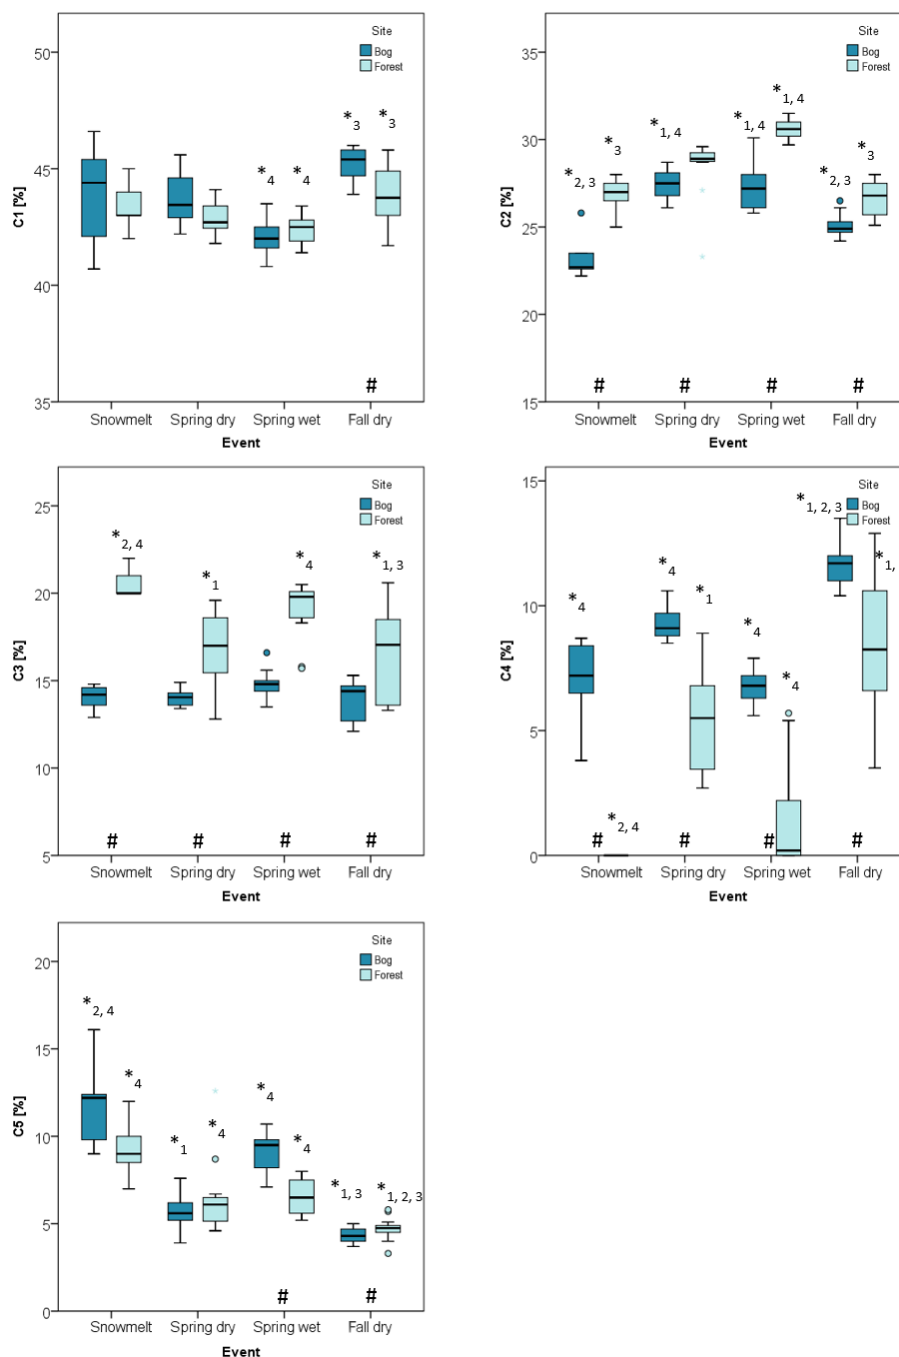 Site
Bog
Forest
50
45
40
35
C1 [%]
*3
*3
*4
*4
#
Snowmelt
Spring dry
Spring wet
Fall dry
Event
Site
Bog
Forest
35
30
25
20
15
C2 [%]
*2, 3
*3
*1, 4
*1, 4
*1, 4
*2, 3
*3
#
#
#
#
Snowmelt
Spring dry
Spring wet
Fall dry
Event
Site
Bog
Forest
25
20
15
10
5
C3 [%]
*2, 4
*1
*4
*1, 3
#
#
#
#
Snowmelt
Spring dry
Spring wet
Fall dry
Event
Site
Bog
Forest
15
10
5
0
C4 [%]
*4
*2, 4
*4
*1
*4
*4
*1, 2, 3
*1,
#
#
#
#
Snowmelt
Spring dry
Spring wet
Fall dry
Event
Site
Bog
Forest
20
15
10
5
0
C5 [%]
*2, 4
*4
*1
*4
*4
*4
*1, 3
*1, 2, 3
#
#
Snowmelt
Spring dry
Spring wet
Fall dry
Event